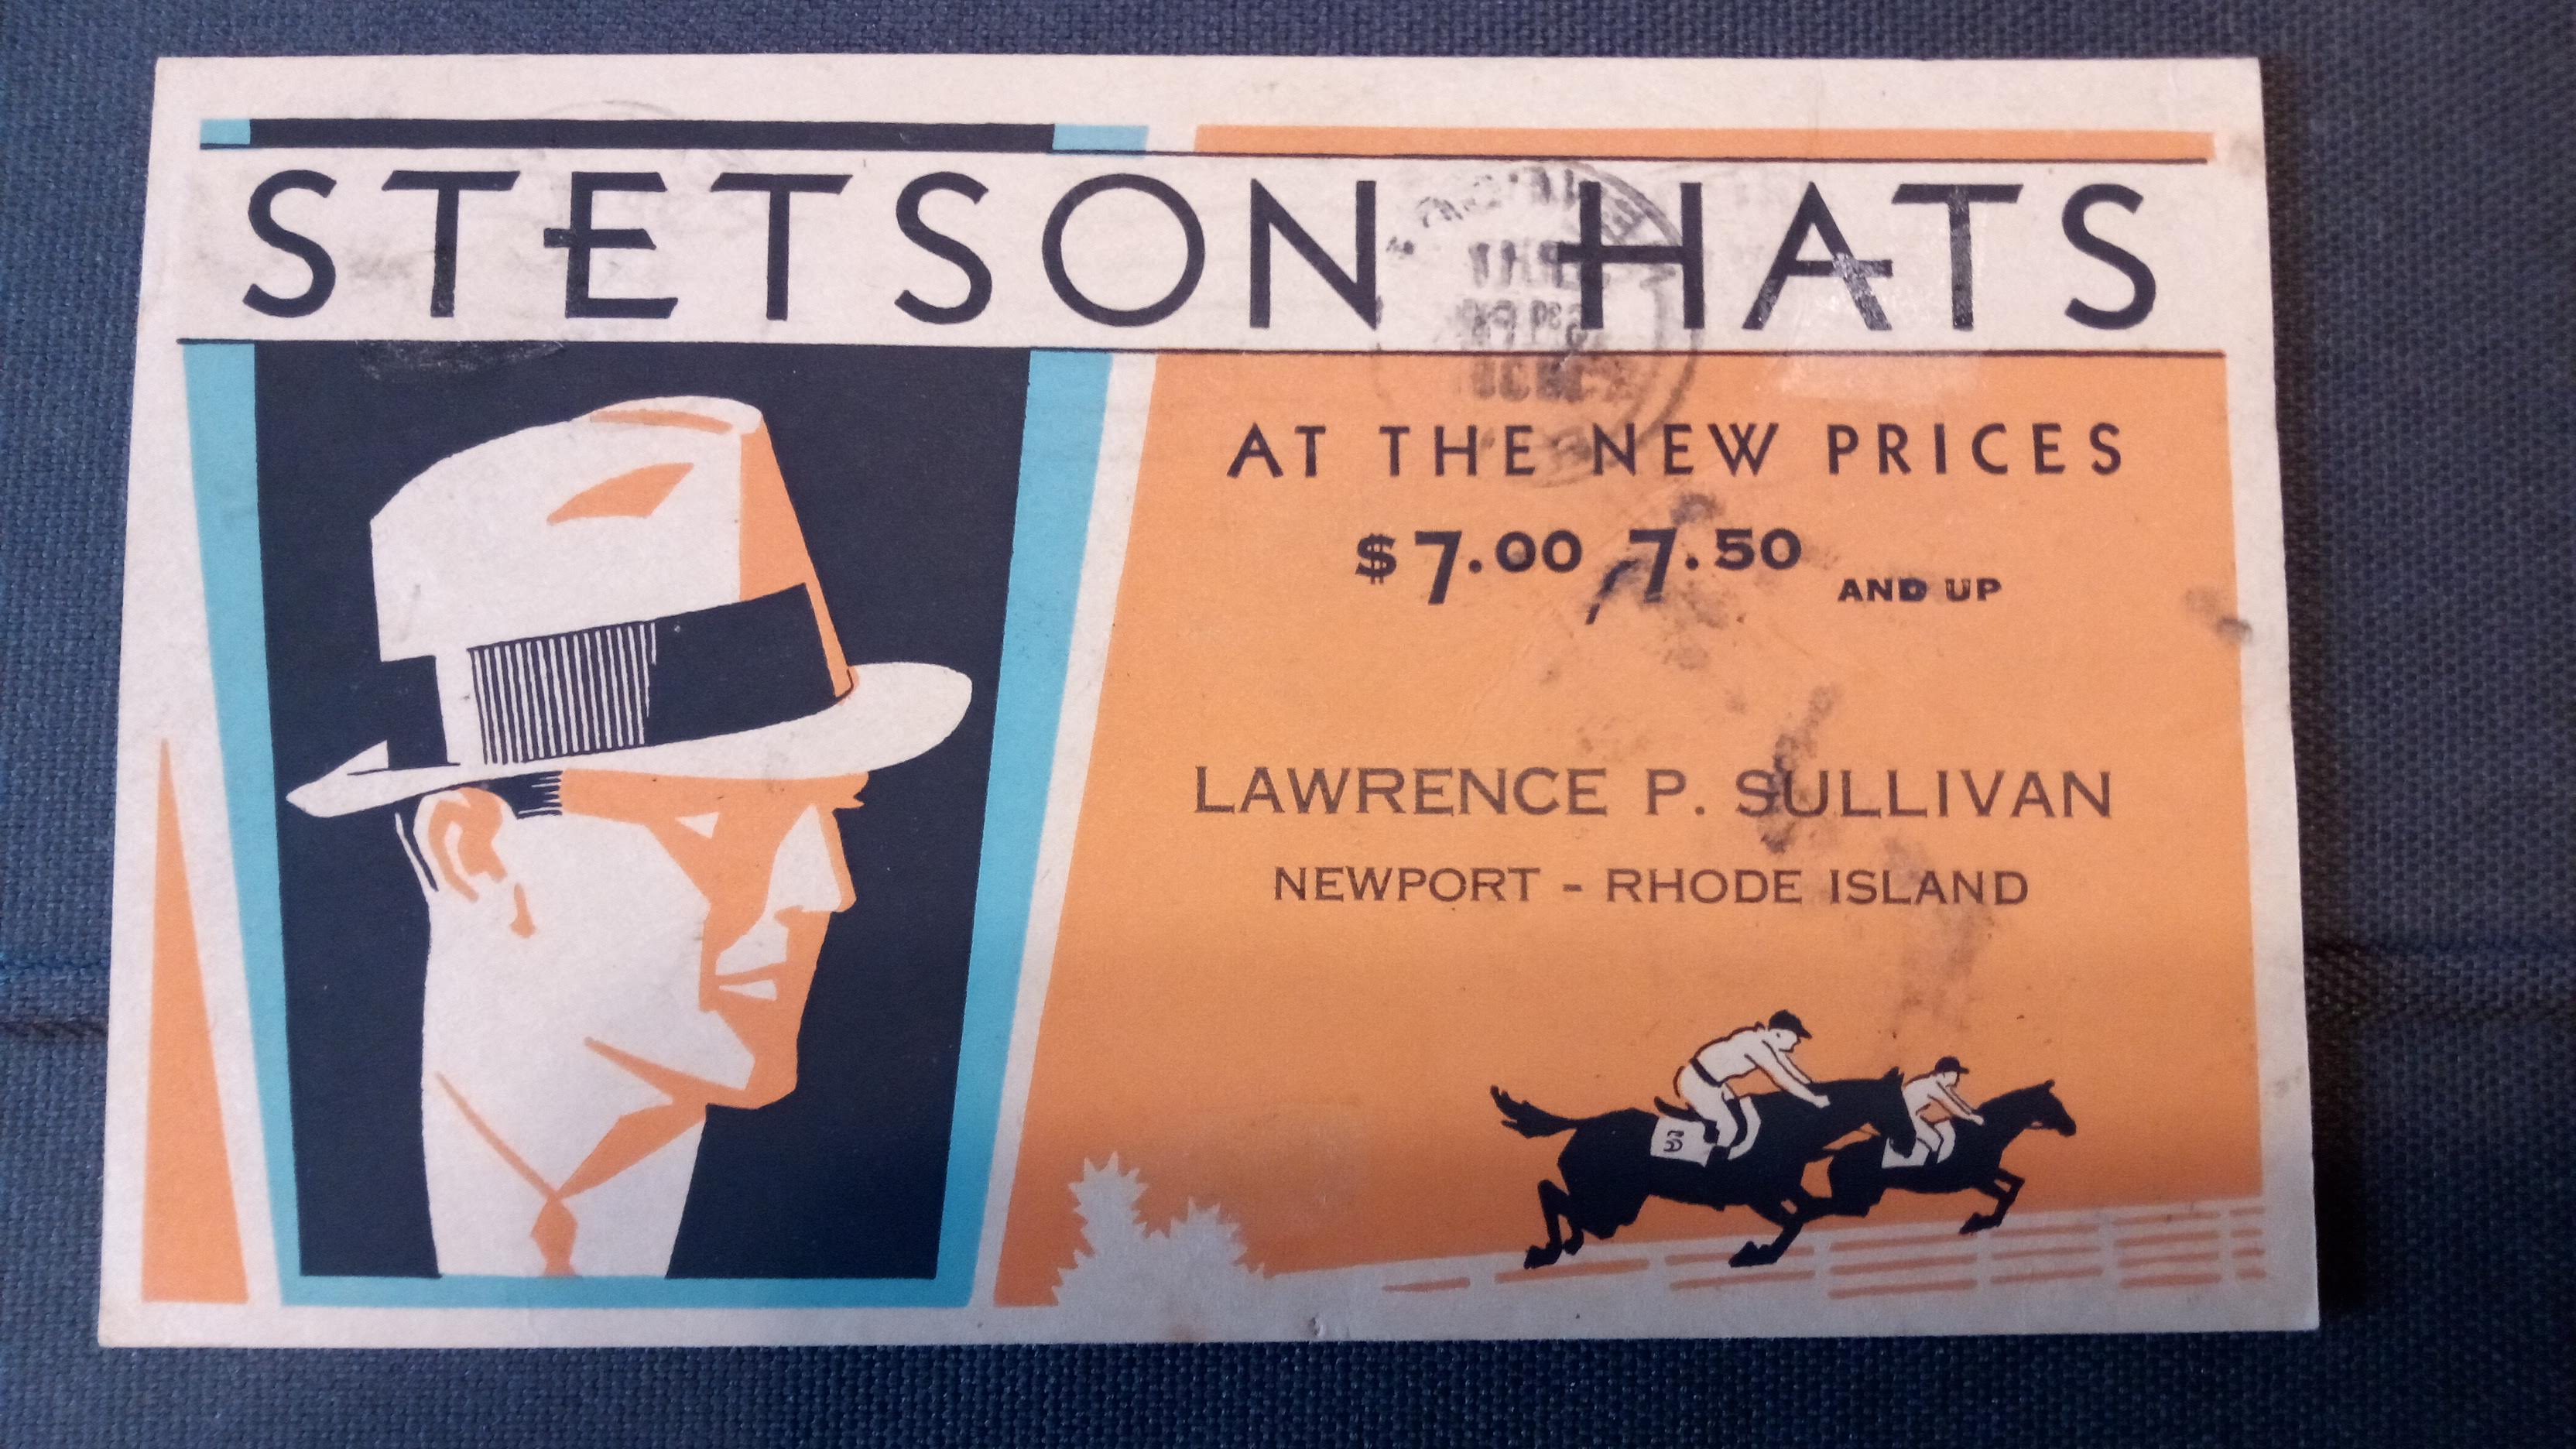 STETSON HATS
AT THE NEW PRICES
$7.00, 7.50 AND UP
LAWRENCE P. SULLIVAN
NEWPORT - RHODE ISLAND